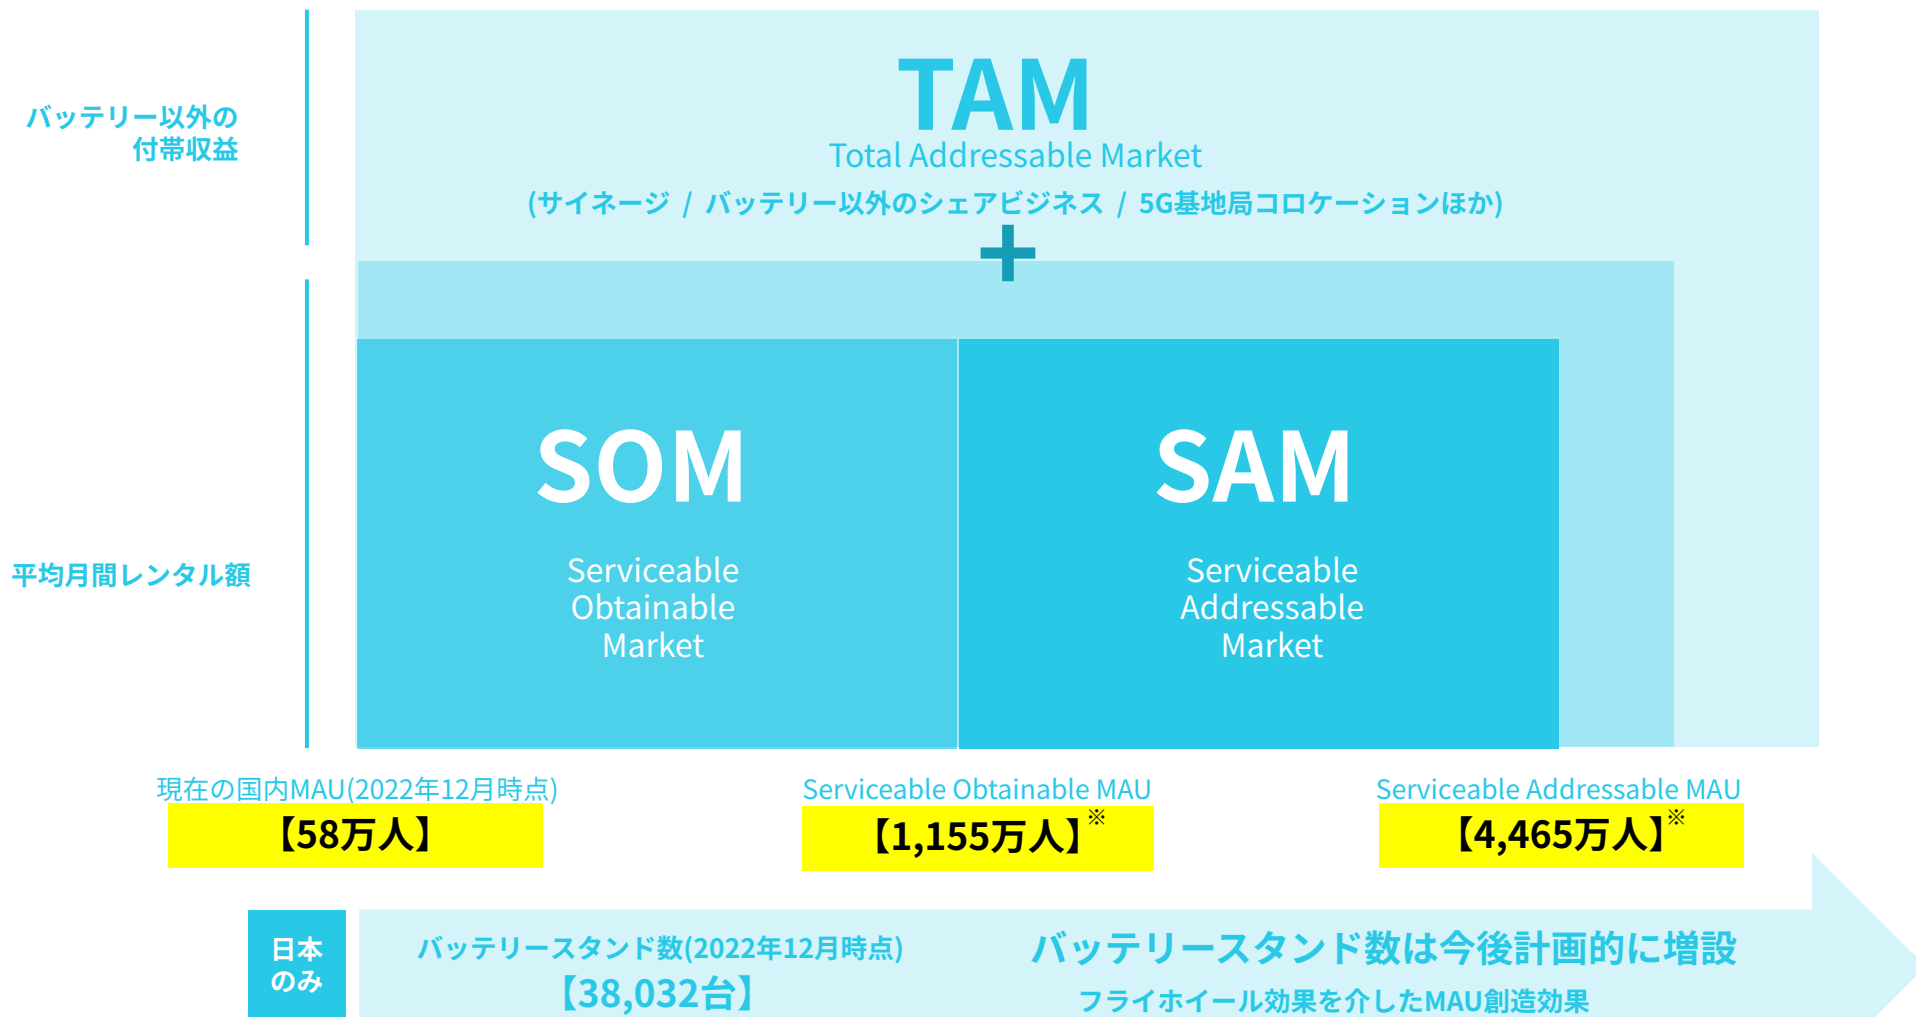 TAM
Total Addressable Market
(サイネージ / バッテリー以外のシェアビジネス / 5G基地局コロケーションほか)
+
バッテリー以外の
付帯収益
平均月間レンタル額
SOM
Serviceable
Obtainable
Market
SAM
Serviceable
Addressable
Market
現在の国内MAU(2022年12月時点)
【58万人】
Serviceable Obtainable MAU
【1,155万人】※
Serviceable Addressable MAU
【4,465万人】※
日本
のみ
バッテリースタンド数(2022年12月時点)
【38,032台】
バッテリースタンド数は今後計画的に増設
フライホイール効果を介したMAU創造効果